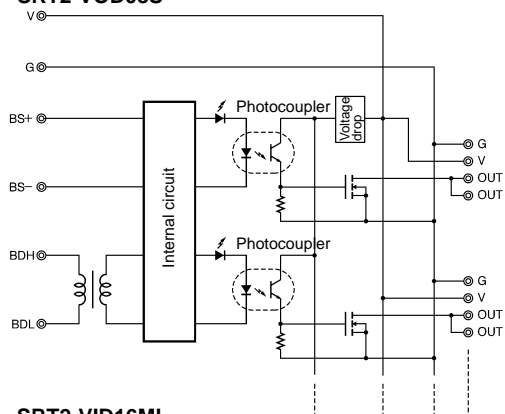 V
G
BS+
BS−
BDH
BDL
Internal circuit
Photocoupler
Voltage
drop
G
V
OUT
OUT
Photocoupler
G
V
OUT
OUT